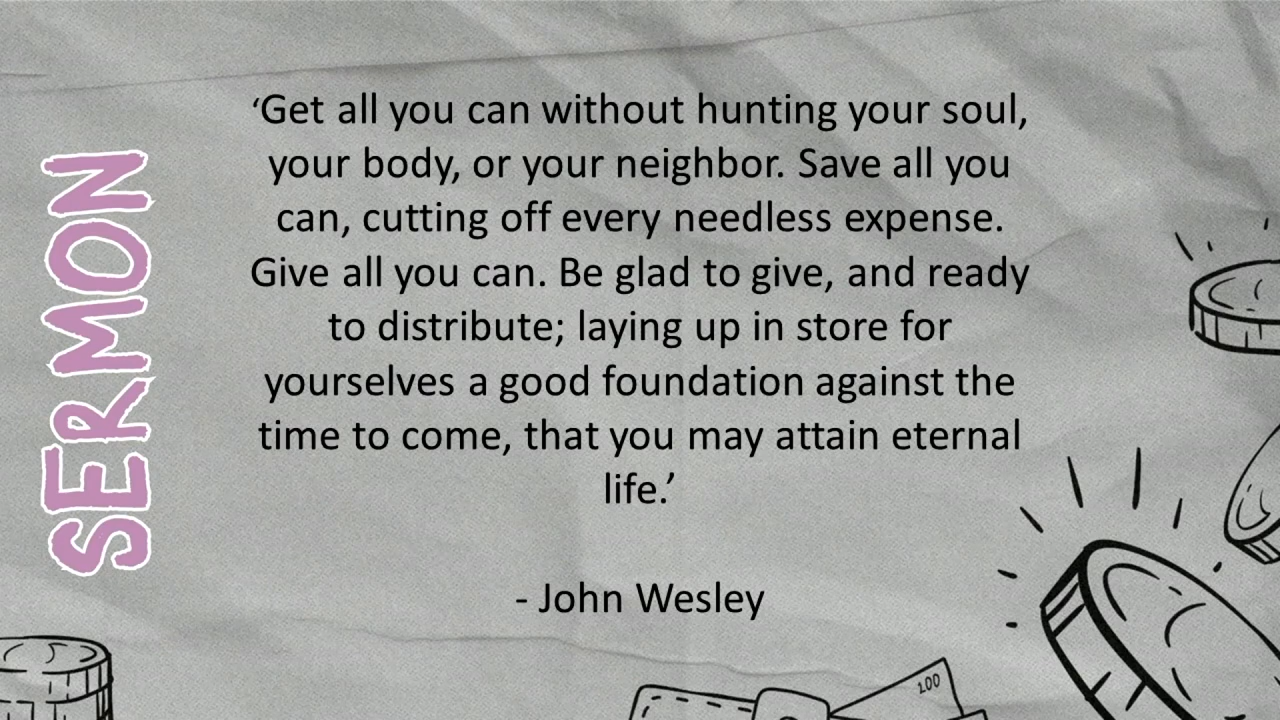 SERMON
‘Get all you can without hunting your soul,
your body, or your neighbor. Save all you
can, cutting off every needless expense.
Give all you can. Be glad to give, and ready
to distribute; laying up in store for
yourselves a good foundation against the
time to come, that you may attain eternal
life.’
- John Wesley
100